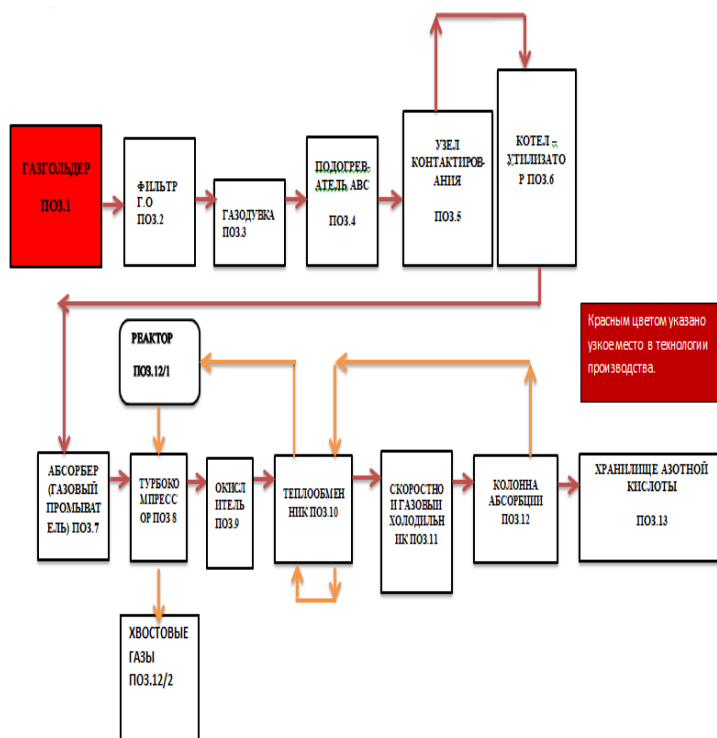 ГАЗГОЛЬДЕР
ПОЗ.1
ФИЛЬТР
Г.О
ПОЗ.2
ГАЗОДУВКА
ПОЗ.3
ПОДОГРЕВ-
АТЕЛЬ АВС
ПОЗ.4
УЗЕЛ
КОНТАКТИРОВ-
АНИЯ
ПОЗ.5
КОТЕЛ –
УТИЛИЗАТО
Р ПОЗ.6
Красным цветом указано
узкое место в технологии
производства.
РЕАКТОР
ПОЗ.12/1
АБСОРБЕР
(ГАЗОВЫЙ
ПРОМЫВАТ
ЕЛЬ) ПОЗ.7
ТУРБОКО
МПРЕСС
ОР ПОЗ 8
ОКИСЛ
ИТЕЛЬ
ПОЗ.9
ТЕПЛООБМЕН
НИК ПОЗ.10
СКОРОСТНО
Й ГАЗОВЫЙ
ХОЛОДИЛЬН
ИК ПОЗ.11
КОЛОННА
АБСОРБЦИИ
ПОЗ.12
ХРАНИЛИЩЕ АЗОТНОЙ
КИСЛОТЫ
ПОЗ.13
ХВОСТОВЫЕ
ГАЗЫ
ПОЗ.12/2